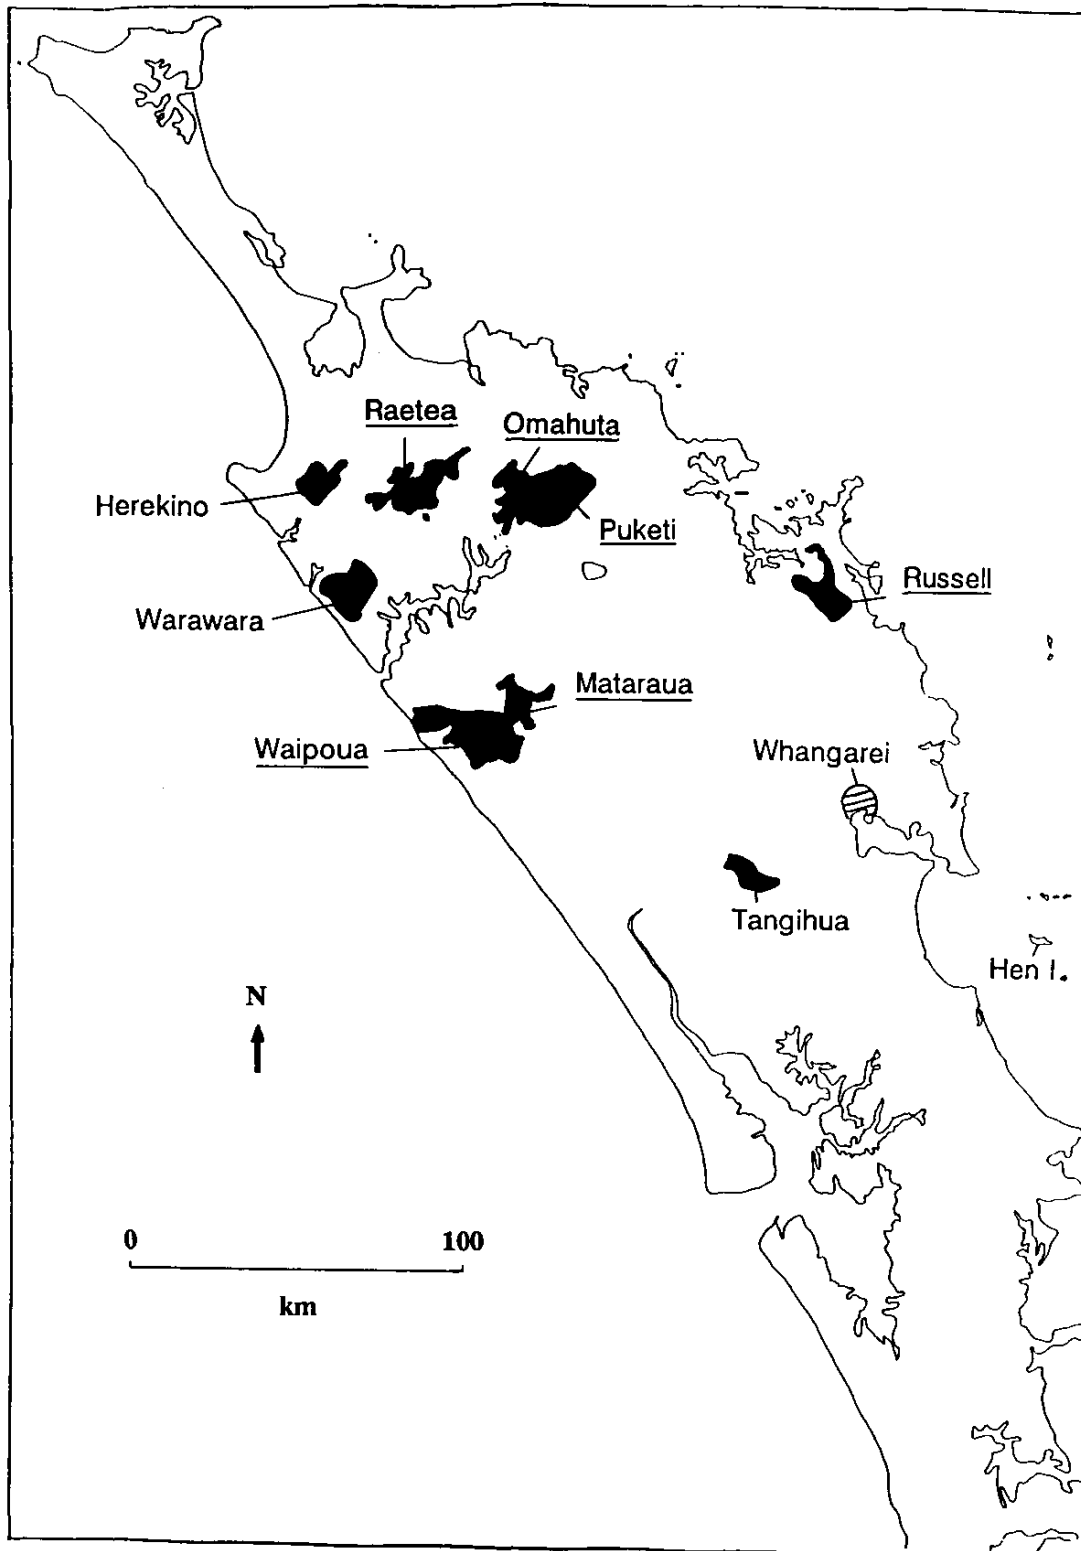 Raetea
Omahuta
Herekino
Puketi
Russell
Warawara
Mataraua
Waipoua
Whangarei
Tangihua
Hen I.
N
0 100
km